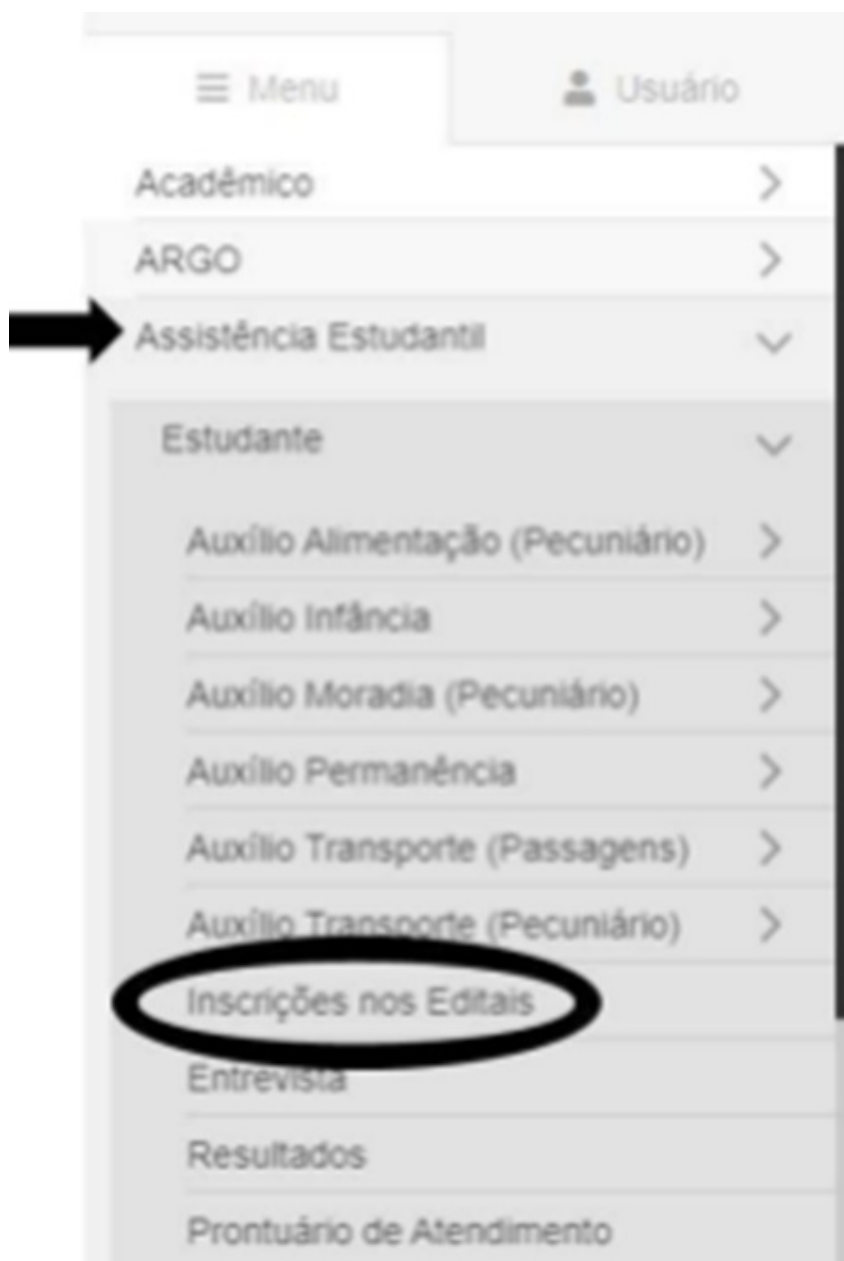 Menu
Usuário
Acadêmico
ARGO
Assistência Estudantil
Estudante
Auxílio Alimentação (Pecuniário)
Auxílio Infância
Auxílio Moradia (Pecuniário)
Auxílio Permanência
Auxílio Transporte (Passagens)
Auxílio Transporte (Pecuniário)
Inscrições nos Editais
Entrevista
Resultados
Prontuário de Atendimento